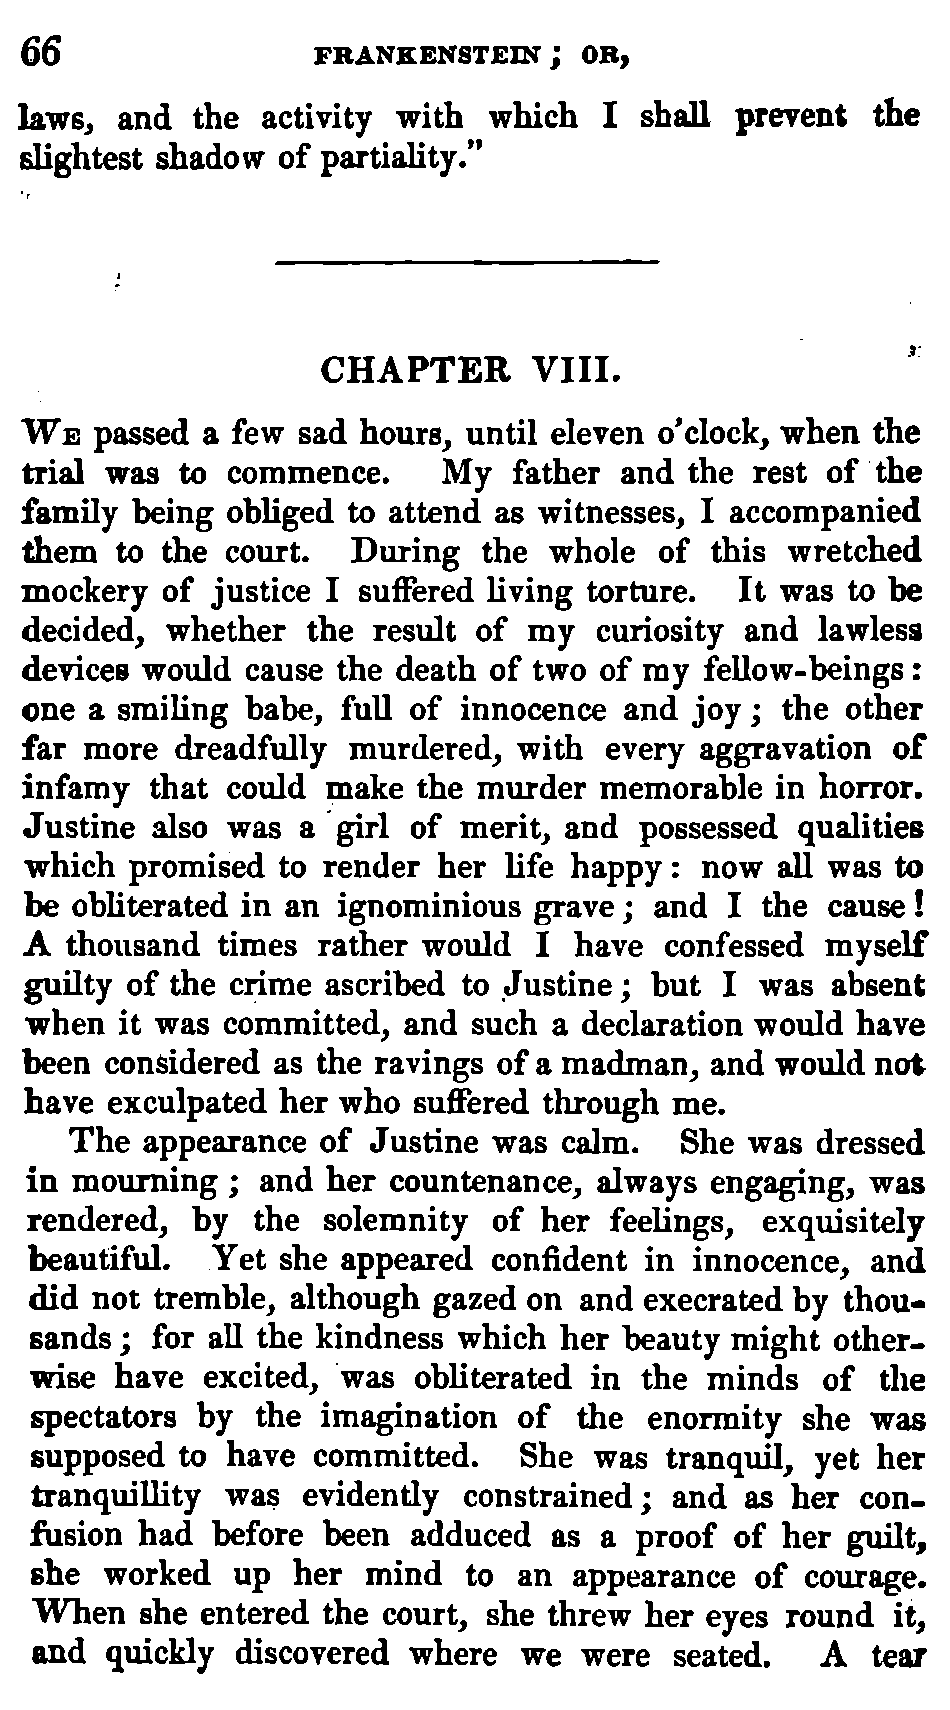 66 FRANKENSTEIN ; OR,
laws, and the activity with which I shall prevent the
slightest shadow of partiality."
CHAPTER VIII.
WE passed a few sad hours, until eleven o'clock, when the
trial was to commence. My father and the rest of the
family being obliged to attend as witnesses, I accompanied
them to the court. During the whole of this wretched
mockery of justice I suffered living torture. It was to be
decided, whether the result of my curiosity and lawless
devices would cause the death of two of my fellow-beings :
one a smiling babe, full of innocence and joy ; the other
far more dreadfully murdered, with every aggravation of
infamy that could make the murder memorable in horror.
Justine also was a girl of merit, and possessed qualities
which promised to render her life happy : now all was to
be obliterated in an ignominious grave ; and I the cause !
A thousand times rather would I have confessed myself
guilty of the crime ascribed to Justine ; but I was absent
when it was committed, and such a declaration would have
been considered as the ravings of a madman, and would not
have exculpated her who suffered through me.
The appearance of Justine was calm. She was dressed
in mourning ; and her countenance, always engaging, was
rendered, by the solemnity of her feelings, exquisitely
beautiful. Yet she appeared confident in innocence, and
did not tremble, although gazed on and execrated by thou-
sands ; for all the kindness which her beauty might other-
wise have excited, was obliterated in the minds of the
spectators by the imagination of the enormity she was
supposed to have committed. She was tranquil, yet her
tranquillity was evidently constrained ; and as her con-
fusion had before been adduced as a proof of her guilt,
she worked up her mind to an appearance of courage.
When she entered the court, she threw her eyes round it,
and quickly discovered where we were seated. A tear